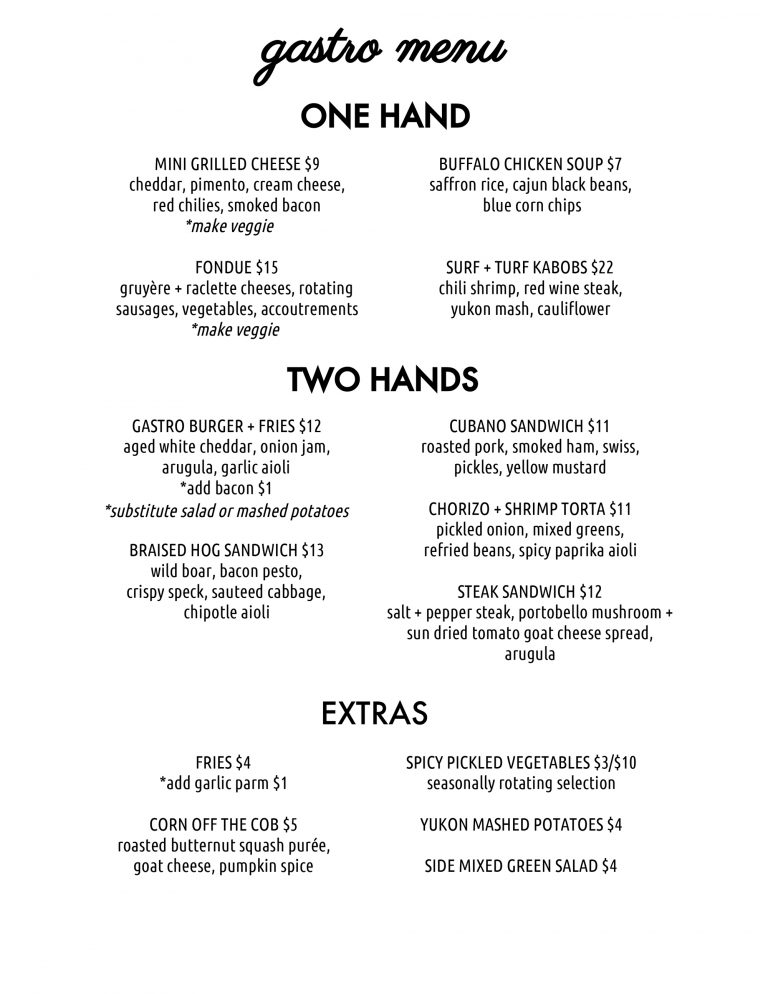 gastro menu
ONE HAND
MINI GRILLED CHEESE $9
cheddar, pimento, cream cheese,
red chilies, smoked bacon
*make veggie
FONDUE $15
gruyère + raclette cheeses, rotating
sausages, vegetables, accoutrements
*make veggie
BUFFALO CHICKEN SOUP $7
saffron rice, cajun black beans,
blue corn chips
SURF + TURF KABOBS $22
chili shrimp, red wine steak,
yukon mash, cauliflower
TWO HANDS
GASTRO BURGER + FRIES $12
aged white cheddar, onion jam,
arugula, garlic aioli
*add bacon $1
*substitute salad or mashed potatoes
BRAISED HOG SANDWICH $13
wild boar, bacon pesto,
crispy speck, sauteed cabbage,
chipotle aioli
CUBANO SANDWICH $11
roasted pork, smoked ham, swiss,
pickles, yellow mustard
CHORIZO + SHRIMP TORTA $11
pickled onion, mixed greens,
refried beans, spicy paprika aioli
STEAK SANDWICH $12
salt + pepper steak, portobello mushroom +
sun dried tomato goat cheese spread,
arugula
EXTRAS
FRIES $4
*add garlic parm $1
CORN OFF THE COB $5
roasted butternut squash purée,
goat cheese, pumpkin spice
SPICY PICKLED VEGETABLES $3/$10
seasonally rotating selection
YUKON MASHED POTATOES $4
SIDE MIXED GREEN SALAD $4